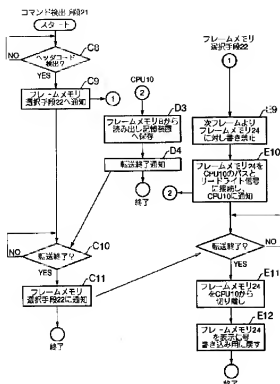 コマンド検出手段21
スタート
C8
ヘッダコード
検出?
NO
YES
C9
フレームメモリ
選択手段22へ通知
1
CPU10
2
D3
フレームメモリBから
読み出し記憶装置
へ保存
D4
転送終了通知
終了
C10
転送終了?
YES
C11
フレームメモリ
選択手段22に通知
終了
フレームメモリ
選択手段22
1
E9
次フレームより
フレームメモリ24
に対し書き禁止
E10
フレームメモリ24を
CPU10のバスと
リードライト信号
に接続し、
CPUに通知
2
転送終了?
NO
YES
E11
フレームメモリ24
をCPU10から
切り離し
E12
フレームメモリ24
を表示信号
書き込み用に戻す
終了